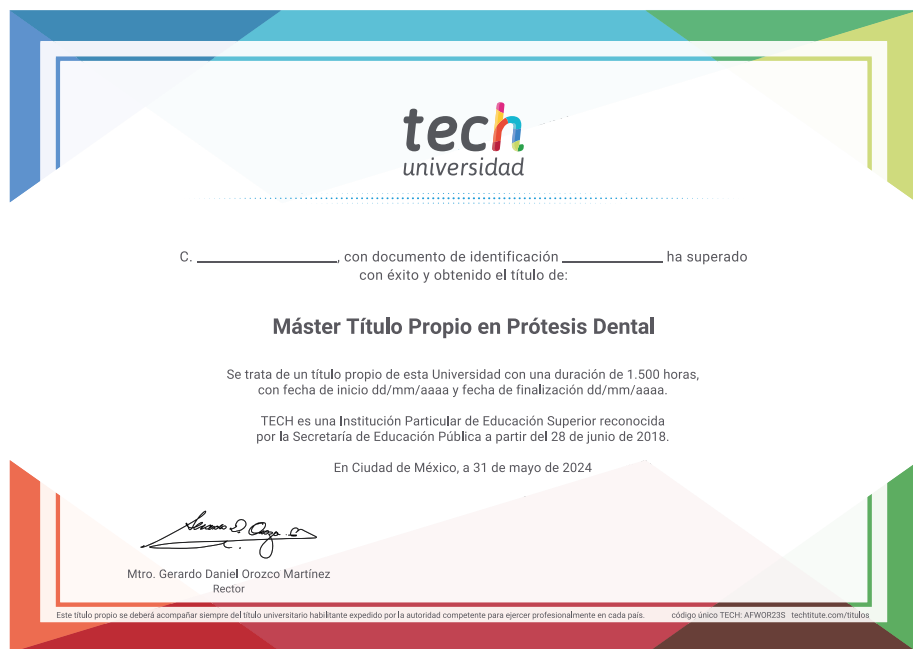 tech
universidad
C. __________________, con documento de identificación _____________ ha superado
con éxito y obtenido el título de:
Máster Título Propio en Prótesis Dental
Se trata de un título propio de esta Universidad con una duración de 1.500 horas,
con fecha de inicio dd/mm/aaaa y fecha de finalización dd/mm/aaaa.
TECH es una Institución Particular de Educación Superior reconocida
por la Secretaría de Educación Pública a partir del 28 de junio de 2018.
En Ciudad de México, a 31 de mayo de 2024
Mtro. Gerardo Daniel Orozco Martínez
Rector
Este título propio se deberá acompañar siempre del título universitario habilitante expedido por la autoridad competente para ejercer profesionalmente en cada país. código único TECH: AFWOR23S techtitute.com/titulos